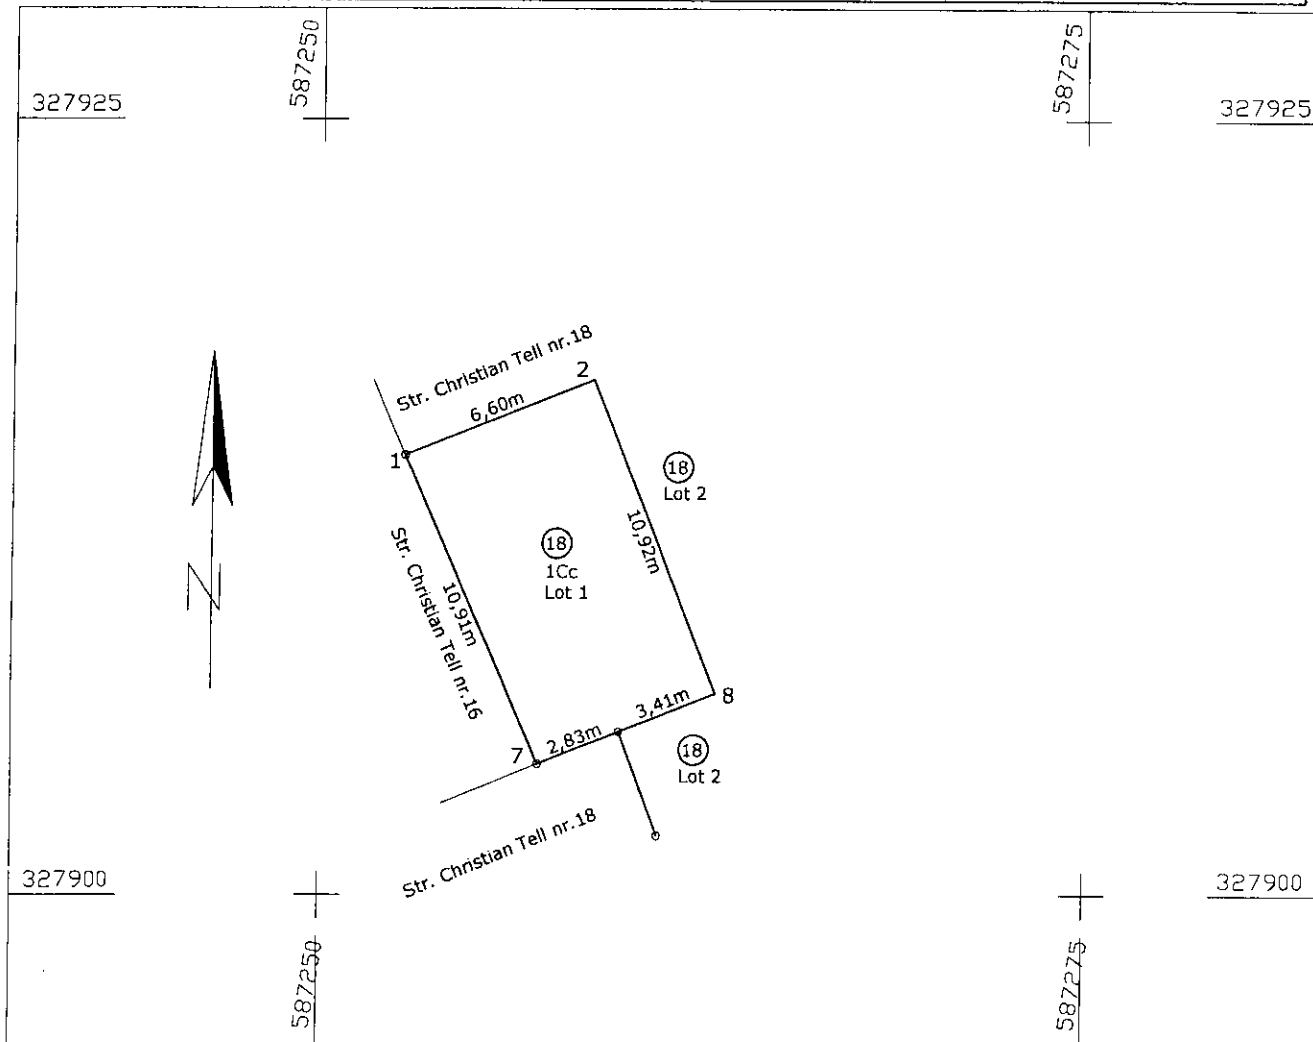 587250
587275
327925
327925
Str. Christian Tell nr.18
2
6,60m
1
18
Lot 2
10,92m
18
1Cc
Lot 1
Str. Christian Tell nr.16
10,91m
N
8
3,41m
2,83m
7
18
Lot 2
Str. Christian Tell nr.18
327900
327900
587250
587275